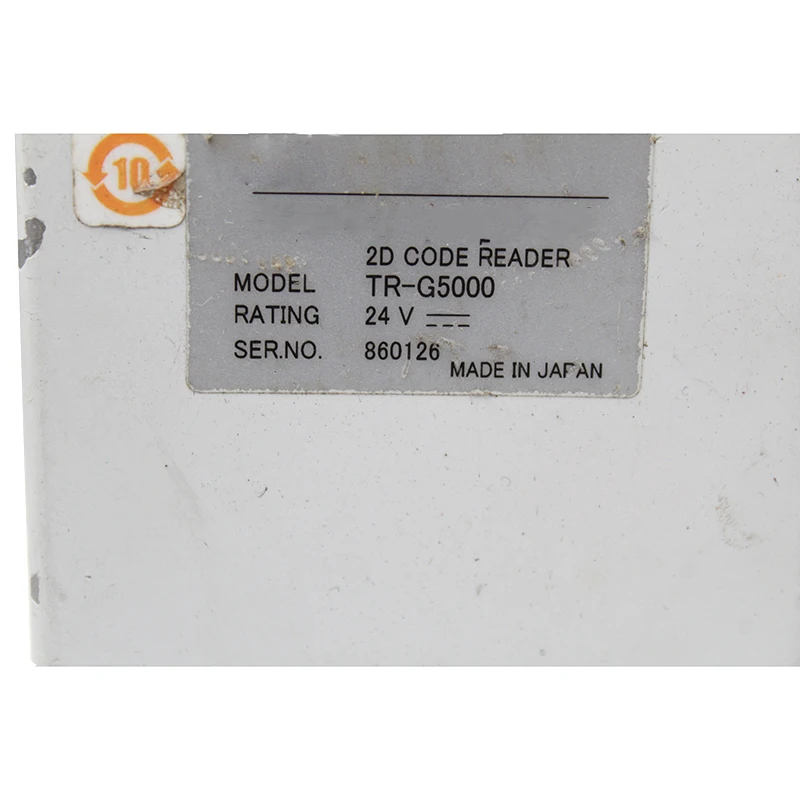 10
2D CODE READER
MODEL TR-G5000
RATING 24 V ⎓
SER.NO. 860126
MADE IN JAPAN